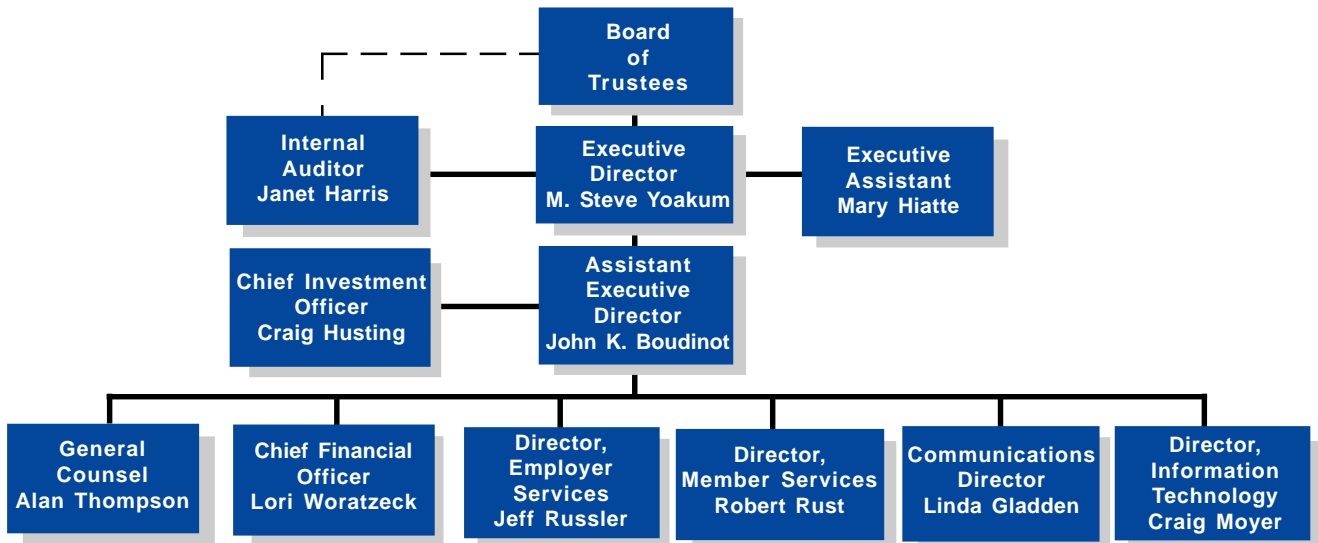 Board
of
Trustees
Internal
Auditor
Janet Harris
Executive
Director
M. Steve Yoakum
Executive
Assistant
Mary Hiatte
Chief Investment
Officer
Craig Husting
Assistant
Executive
Director
John K. Boudinot
General
Counsel
Alan Thompson
Chief Financial
Officer
Lori Woratzeck
Director,
Employer
Services
Jeff Russler
Director,
Member Services
Robert Rust
Communications
Director
Linda Gladden
Director,
Information
Technology
Craig Moyer